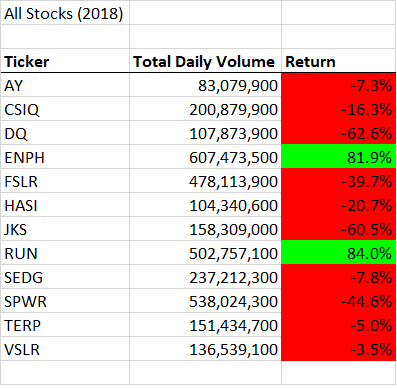 All Stocks (2018)
Ticker Total Daily Volume Return
AY 83,079,900 -7.3%
CSIQ 200,879,900 -16.3%
DQ 107,873,900 -62.6%
ENPH 607,473,500 81.9%
FSLR 478,113,900 -39.7%
HASI 104,340,600 -20.7%
JKS 158,309,000 -60.5%
RUN 502,757,100 84.0%
SEDG 237,212,300 -7.8%
SPWR 538,024,300 -44.6%
TERP 151,434,700 -5.0%
VSLR 136,539,100 -3.5%